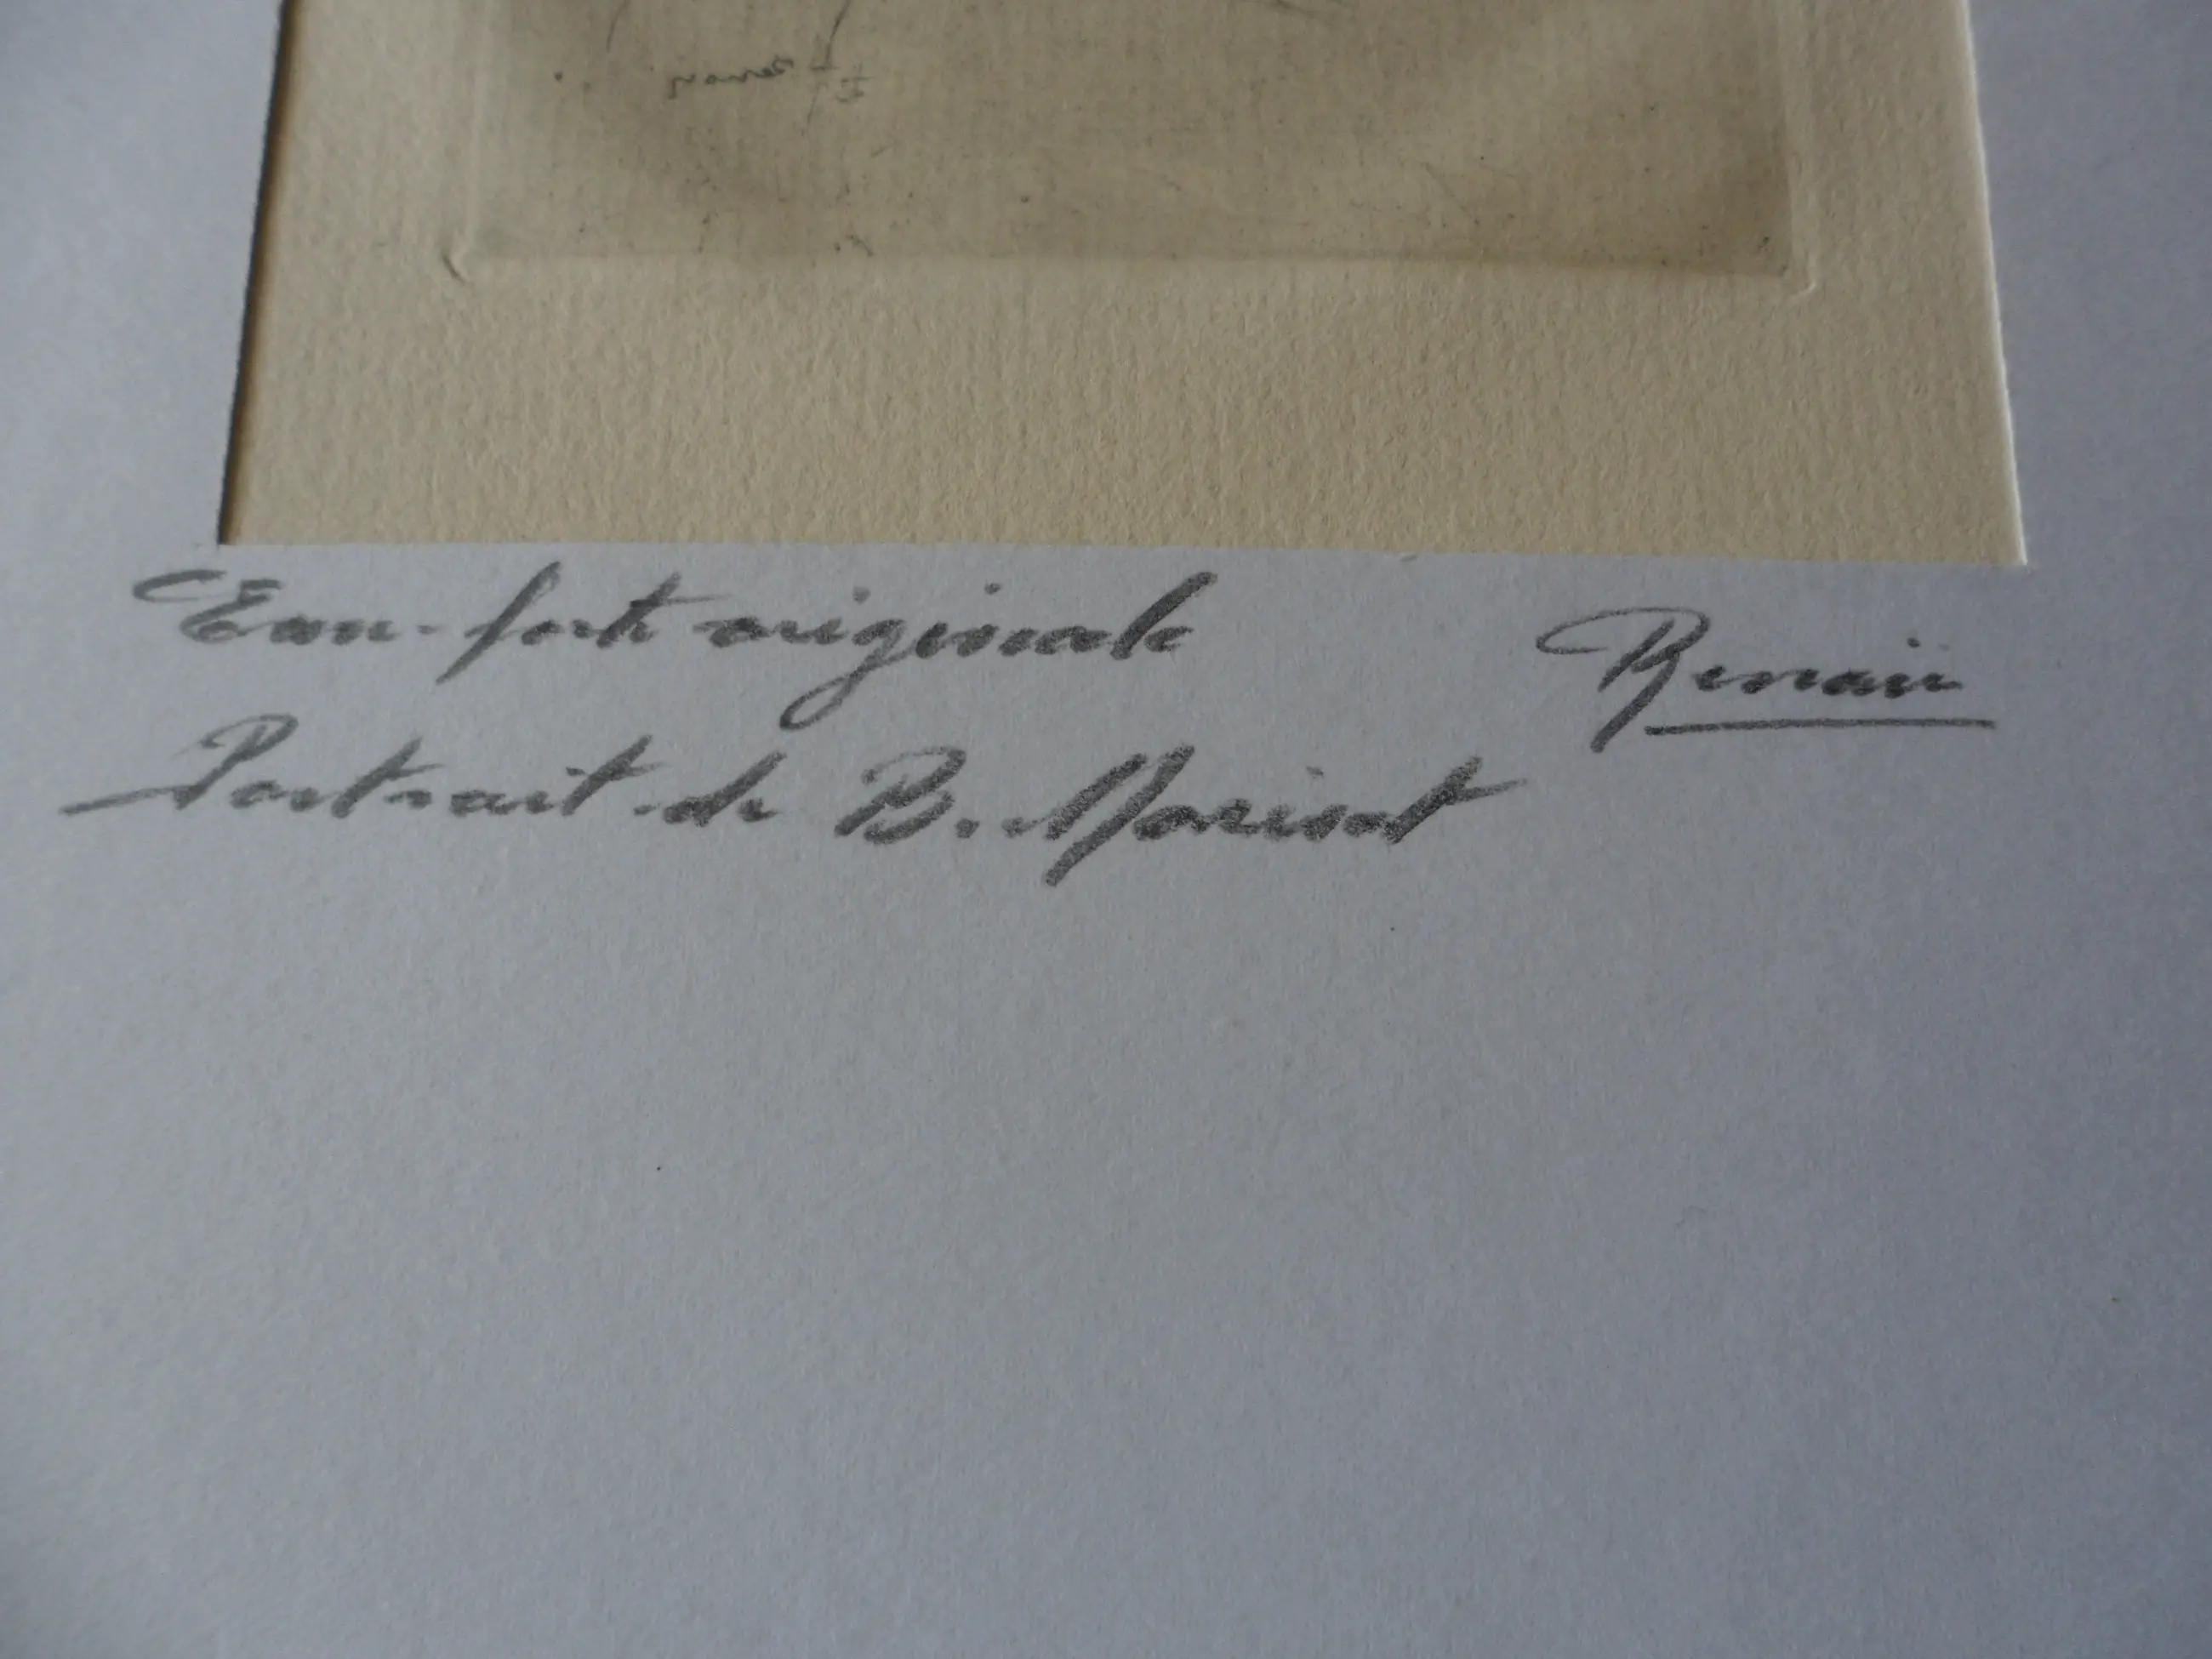 Eau-forte originale
Renoir
Portrait de B. Morisot